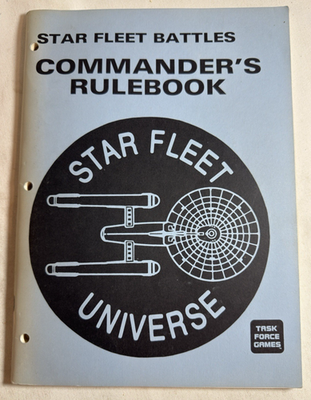 STAR FLEET BATTLES
COMMANDER'S
RULEBOOK
STAR FLEET
UNIVERSE
TASK
FORCE
GAMES